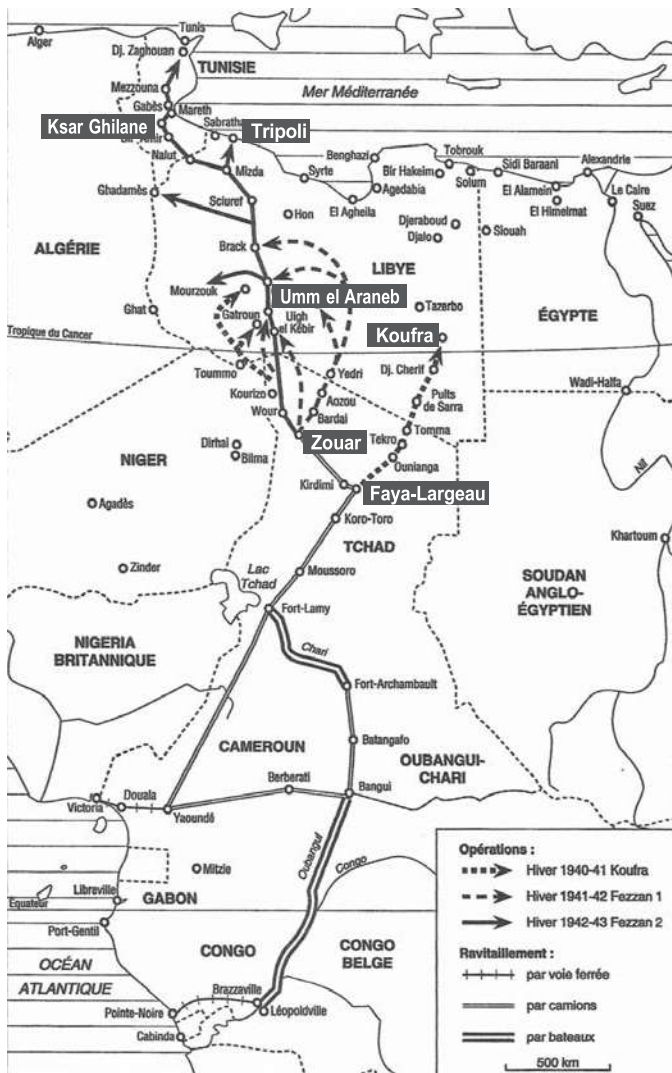 Alger
Tunis
Dj. Zaghouan
TUNISIE
Mezzouna
Mer Méditerranée
Gabès
Mareth
Ksar Ghilane
Sabratha
Tripoli
Nalut
Mizda
Benghazi
Tobrouk
Bir Hakeim
Solum
Sidi Baraani
Alexandrie
Syrte
Agedabia
El Alamein
Le Caire
Ghadamès
Scluref
El Agheila
El Himelmat
Suez
Hon
Djeraboud
Djalo
Siouah
ALGÉRIE
Brack
LIBYE
Mourzouk
Umm el Araneb
ÉGYPTE
Ghat
Gatroun
Uigh
el Kébir
Tazerbo
Tropique du Cancer
Koufra
Toummo
Yedri
Dj. Cherif
Wadi-Halfa
Kourizo
Aozou
Puits
de Sarra
Wour
Bardai
Zouar
Tomma
Tekro
Dirhal
Bilma
Ounianga
NIGER
Nil
Kirdimi
Faya-Largeau
Agadès
Koro-Toro
Khartoum
TCHAD
Zinder
Lac
Tchad
Moussoro
SOUDAN
ANGLO-
ÉGYPTIEN
Fort-Lamy
NIGERIA
BRITANNIQUE
Chari
Fort-Archambault
Batangafo
CAMEROUN
OUBANGUI-
CHARI
Berberati
Bangui
Douala
Victoria
Yaoundé
Oubangui
Congo
Mitzic
Libreville
Equateur
GABON
Port-Gentil
CONGO
CONGO
BELGE
OCÉAN
ATLANTIQUE
Brazzaville
Pointe-Noire
Léopoldville
Cabinda
Opérations :
Hiver 1940-41 Koufra
Hiver 1941-42 Fezzan 1
Hiver 1942-43 Fezzan 2
Ravitaillement :
par voie ferrée
par camions
par bateaux
500 km